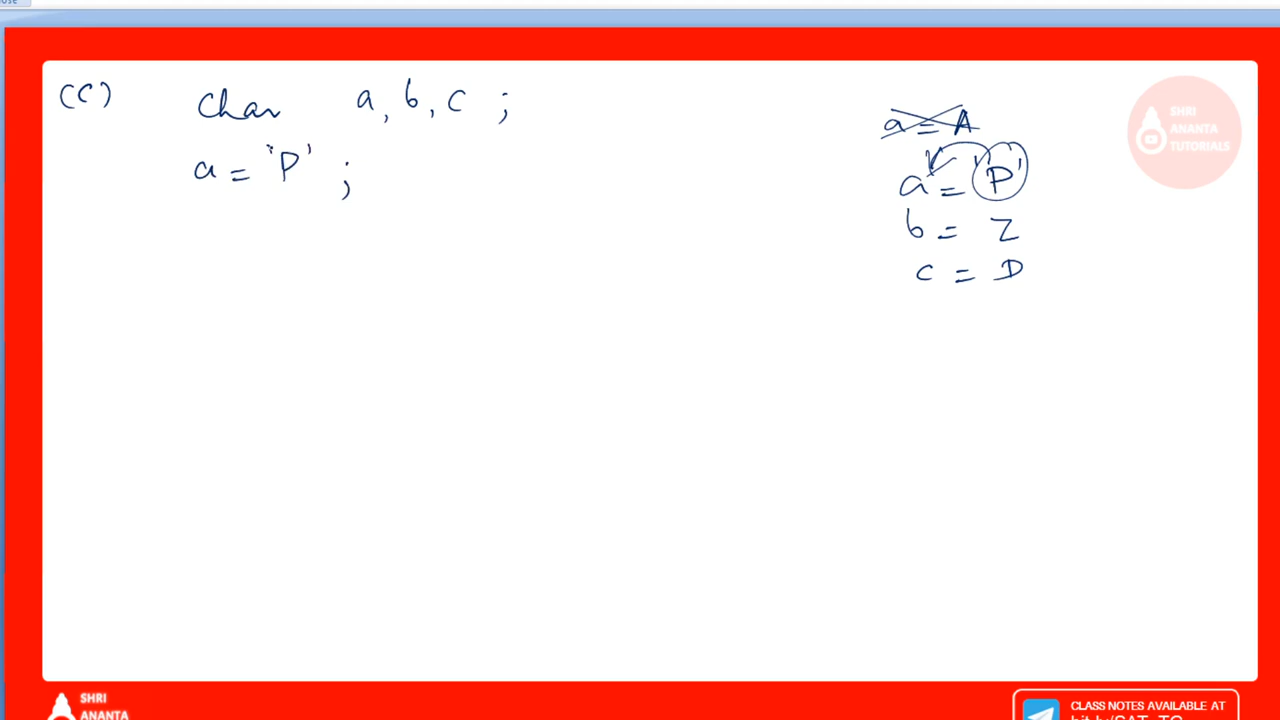 (C) char a, b, c ;
a = 'P' ;
a = A
a = 'P'
b = Z
c = D
SHRI
ANANTA
TUTORIALS
SHRI
ANANTA
CLASS NOTES AVAILABLE AT